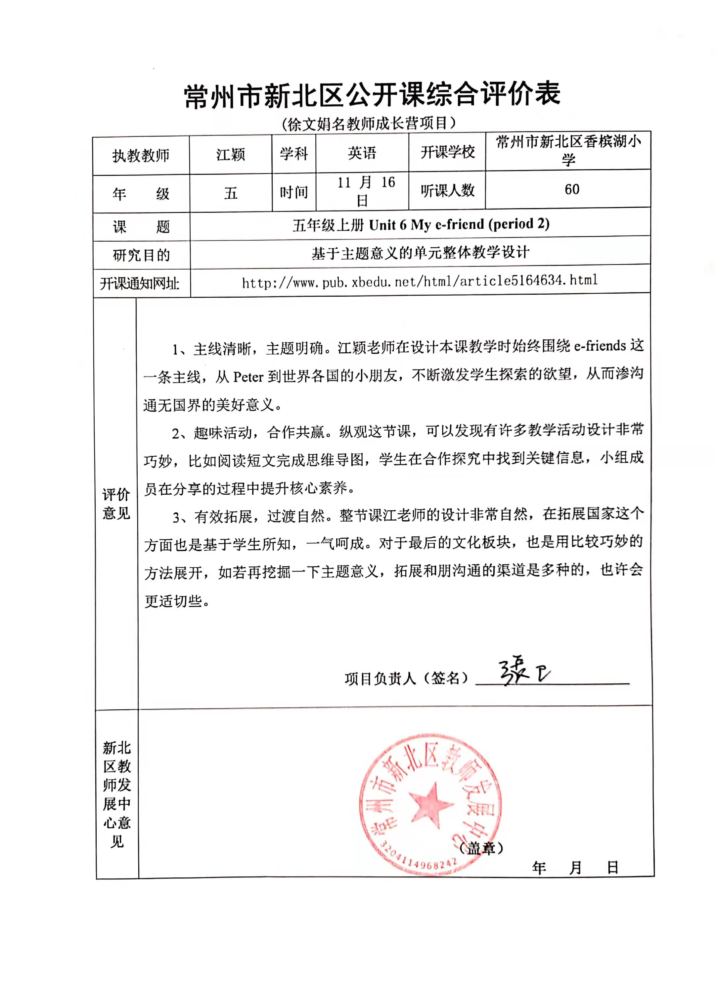 常州市新北区公开课综合评价表
（徐文娟名教师成长营项目）
执教教师 江颖 学科 英语 开课学校 常州市新北区香槟湖小
学
年 级 五 时间 11 月 16
日 听课人数 60
课 题 五年级上册 Unit 6 My e-friend (period 2)
研究目的 基于主题意义的单元整体教学设计
开课通知网址 http://www.pub.xbedu.net/html/article5164634.html
评价
意见
1、主线清晰，主题明确。江颖老师在设计本课教学时始终围绕 e-friends 这
一条主线，从 Peter 到世界各国的小朋友，不断激发学生探索的欲望，从而渗沟
通无国界的美好意义。
2、趣味活动，合作共赢。纵观这节课，可以发现有许多教学活动设计非常
巧妙，比如阅读短文完成思维导图，学生在合作探究中找到关键信息，小组成
员在分享的过程中提升核心素养。
3、有效拓展，过渡自然。整节课江老师的设计非常自然，在拓展国家这个
方面也是基于学生所知，一气呵成。对于最后的文化板块，也是用比较巧妙的
方法展开，如若再挖掘一下主题意义，拓展和朋沟通的渠道是多种的，也许会
更适切些。
项目负责人（签名） 張
新北
区教
师发
展中
心意
见
常州市新北区教师发展中心
3204114968242
（盖章）
年 月 日